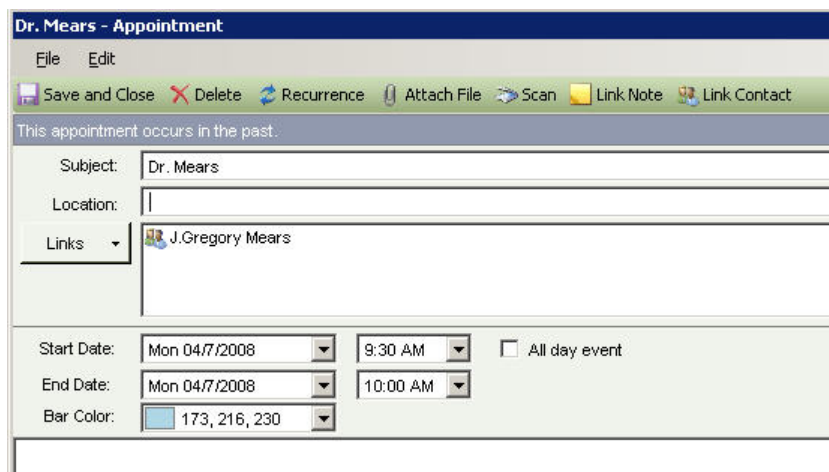 Dr. Mears - Appointment
File Edit
Save and Close Delete Recurrence Attach File Scan Link Note Link Contact
This appointment occurs in the past.
Subject: Dr. Mears
Location:
Links J.Gregory Mears
Start Date: Mon 04/7/2008 9:30 AM All day event
End Date: Mon 04/7/2008 10:00 AM
Bar Color: 173, 216, 230